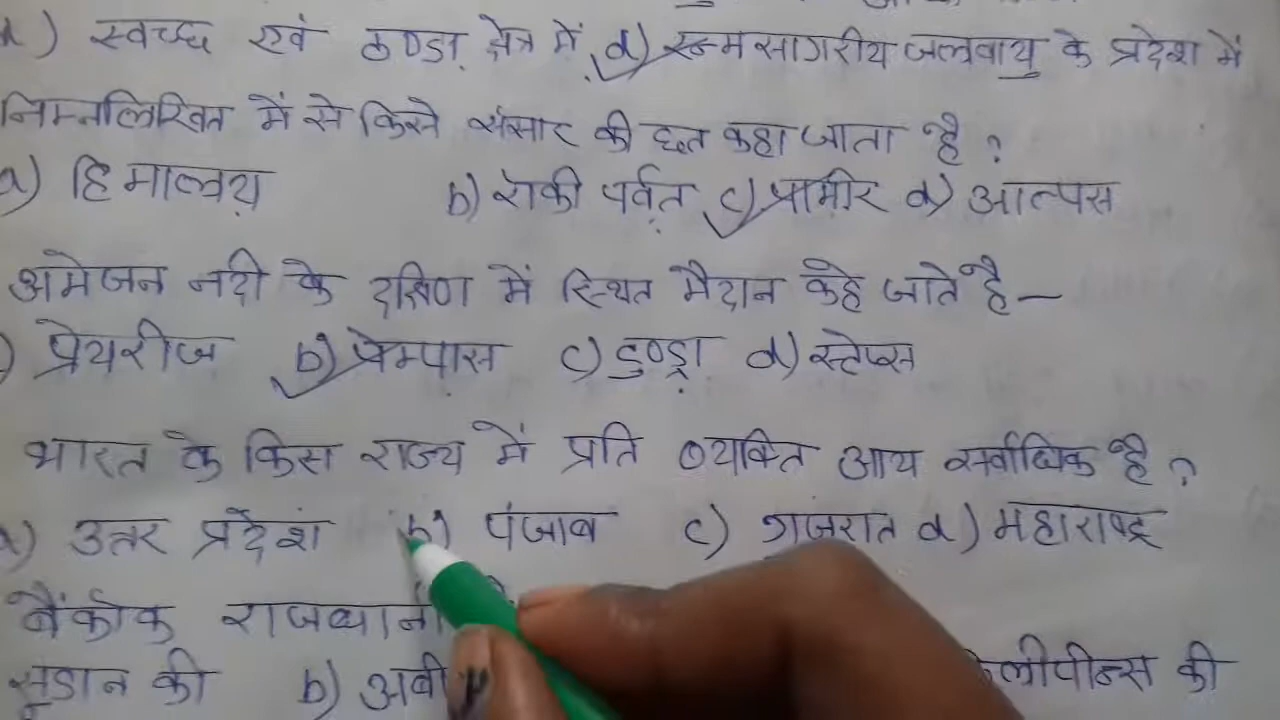 ) स्वच्छ एवं ठण्डा क्षेत्र में d) रूमसागरीय जलवायु के प्रदेश में
निम्नलिखित में से किसे संसार की छत कहा जाता है ?
a) हिमालय b) रॉकी पर्वत c) पामीर d) आल्पस
अमेजन नदी के दक्षिण में स्थित मैदान कहे जाते है —
) प्रेयरीज b) प्रेम्पास c) टुण्ड्रा d) स्टेप्स
भारत के किस राज्य में प्रति व्यक्ति आय सर्वाधिक है ?
a) उत्तर प्रदेश b) पंजाब c) गुजरात d) महाराष्ट्र
बैंकॉक राजधानी
सूडान की b) की